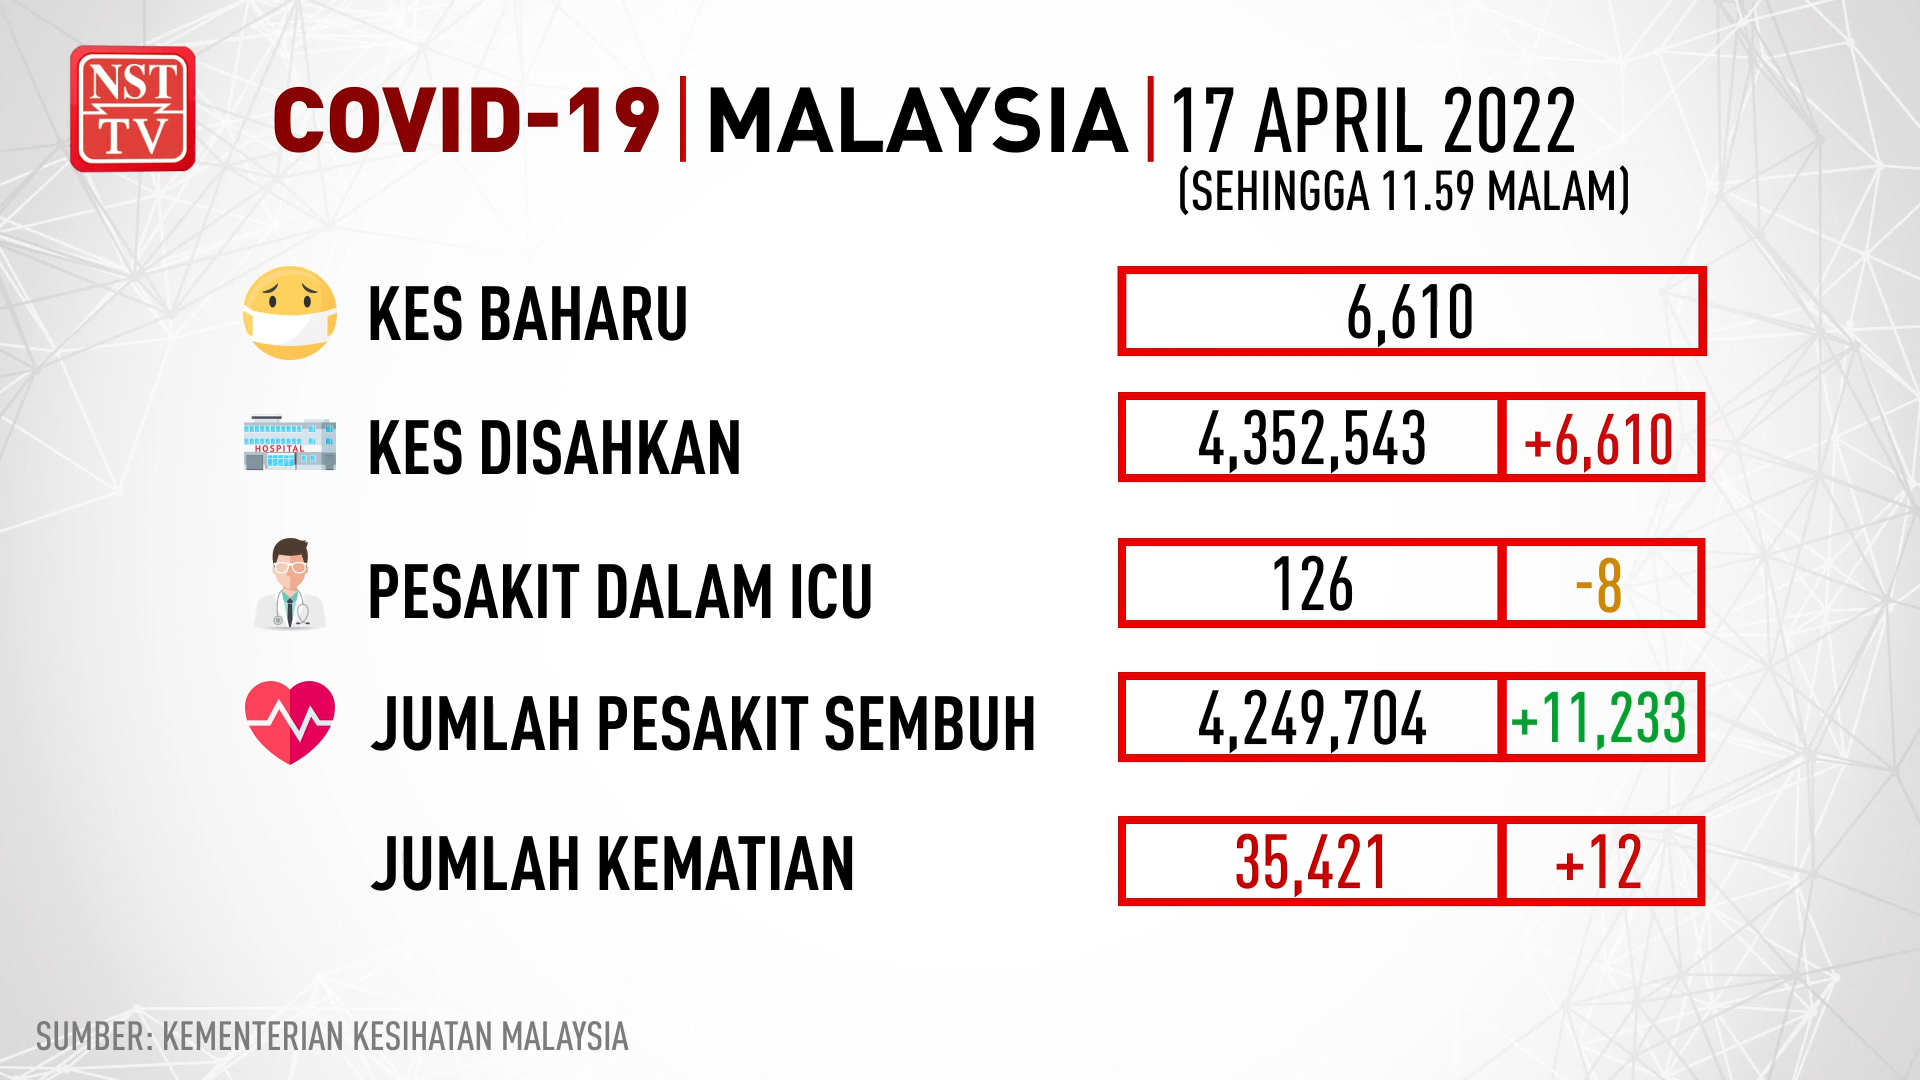 NST
TV
COVID-19 MALAYSIA 17 APRIL 2022
(SEHINGGA 11.59 MALAM)
KES BAHARU 6,610
HOSPITAL
KES DISAHKAN 4,352,543 +6,610
PESAKIT DALAM ICU 126 -8
JUMLAH PESAKIT SEMBUH 4,249,704 +11,233
JUMLAH KEMATIAN 35,421 +12
SUMBER: KEMENTERIAN KESIHATAN MALAYSIA